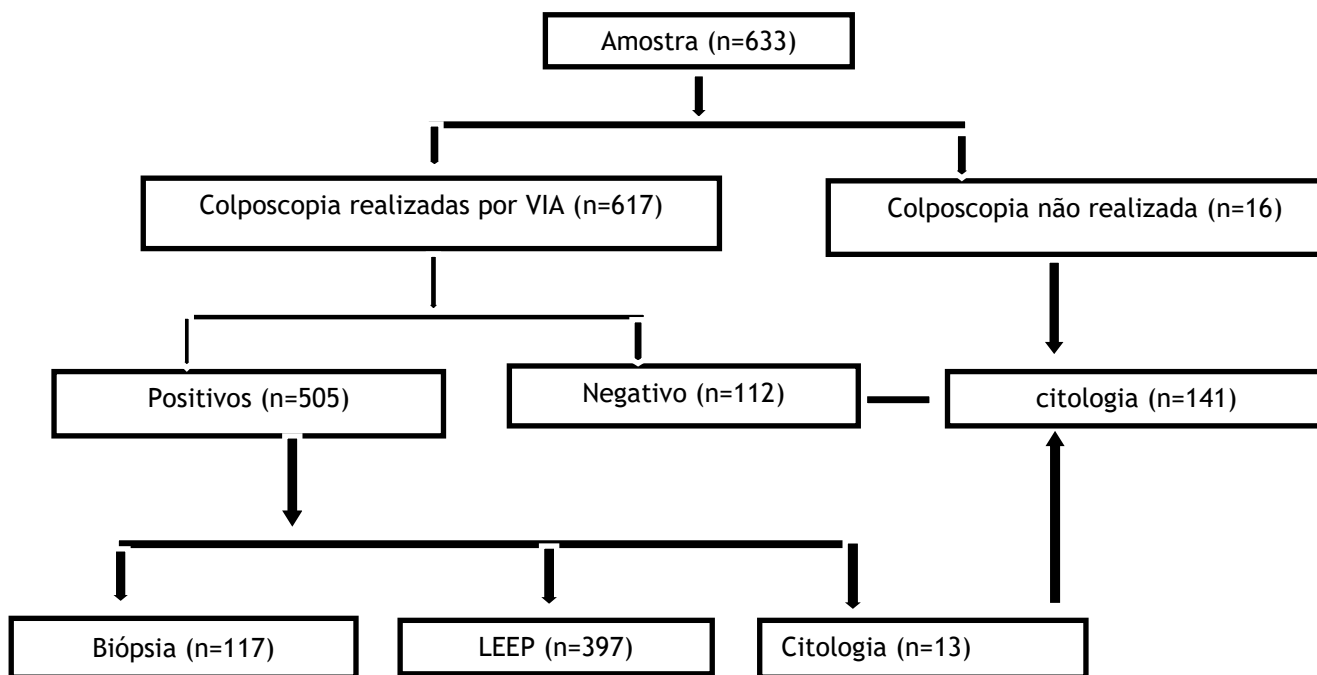 Amostra (n=633)
Colposcopia realizadas por VIA (n=617)
Colposcopia não realizada (n=16)
Positivos (n=505)
Negativo (n=112)
citologia (n=141)
Biópsia (n=117)
LEEP (n=397)
Citologia (n=13)